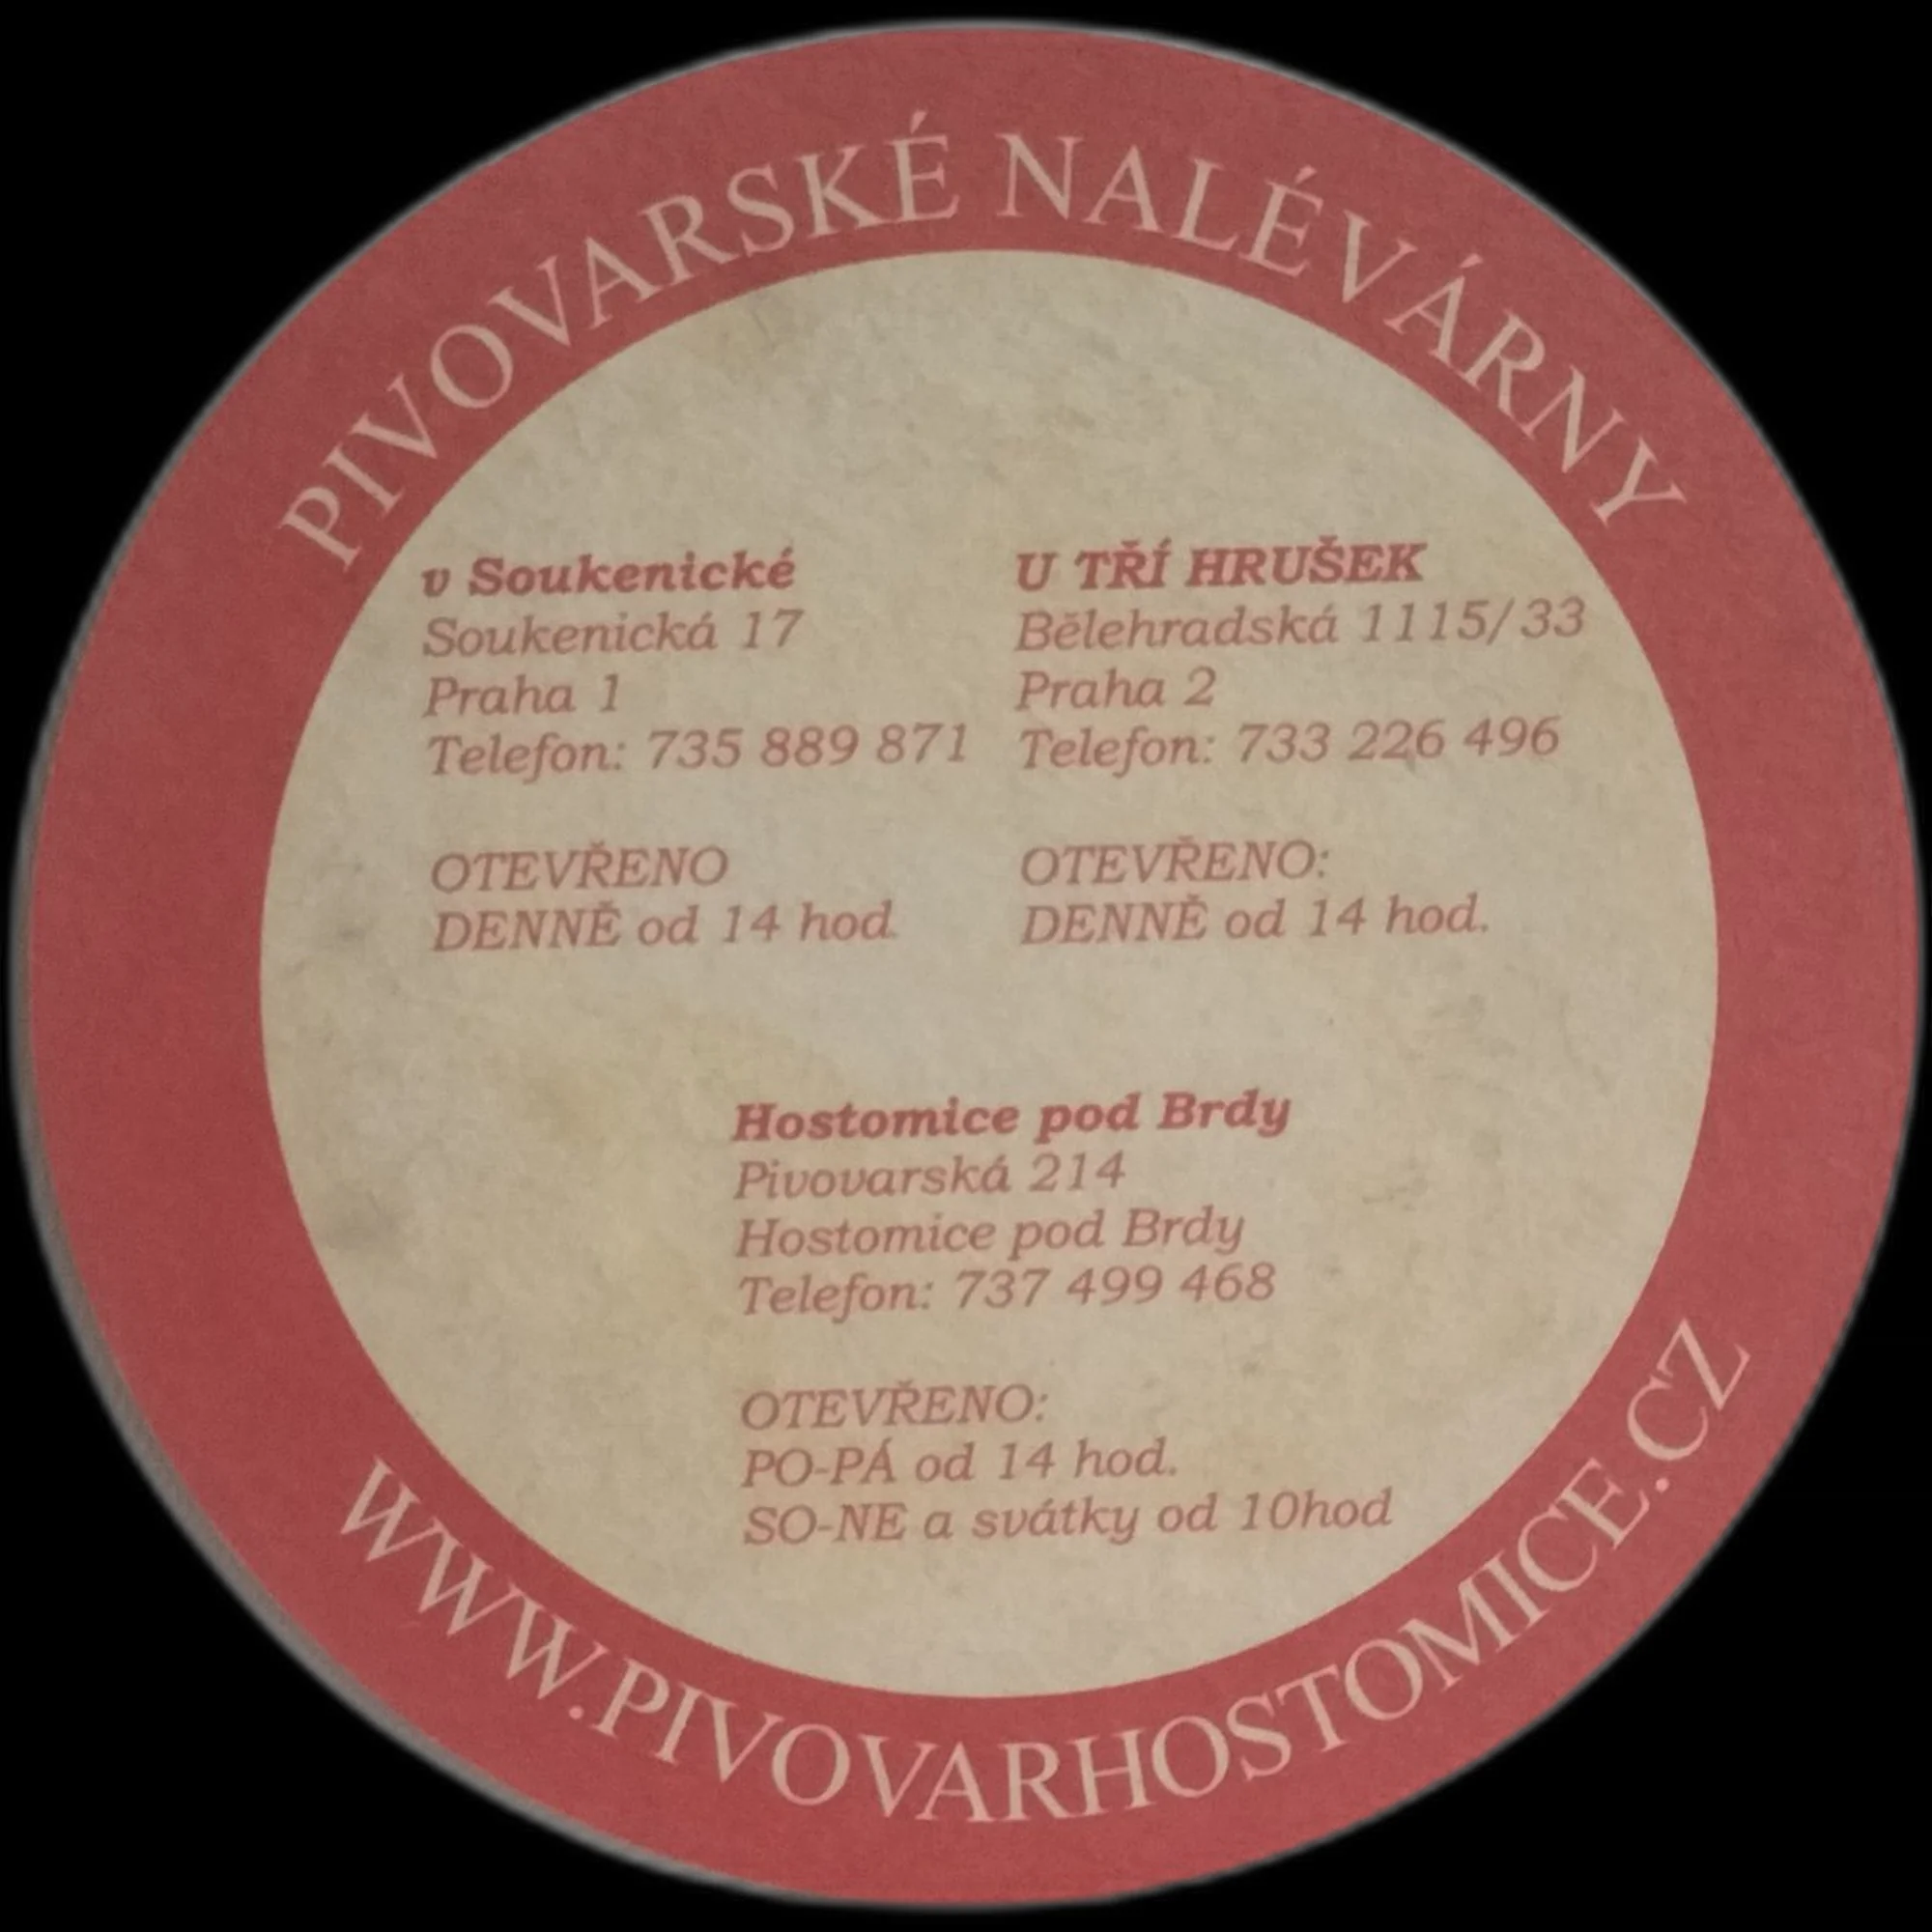 PIVOVARSKÉ NALÉVÁRNY
v Soukenické
Soukenická 17
Praha 1
Telefon: 735 889 871
OTEVŘENO
DENNĚ od 14 hod.
U TŘÍ HRUŠEK
Bělehradská 1115/33
Praha 2
Telefon: 733 226 496
OTEVŘENO:
DENNĚ od 14 hod.
Hostomice pod Brdy
Pivovarská 214
Hostomice pod Brdy
Telefon: 737 499 468
OTEVŘENO:
PO-PÁ od 14 hod.
SO-NE a svátky od 10hod
WWW.PIVOVARHOSTOMICE.CZ